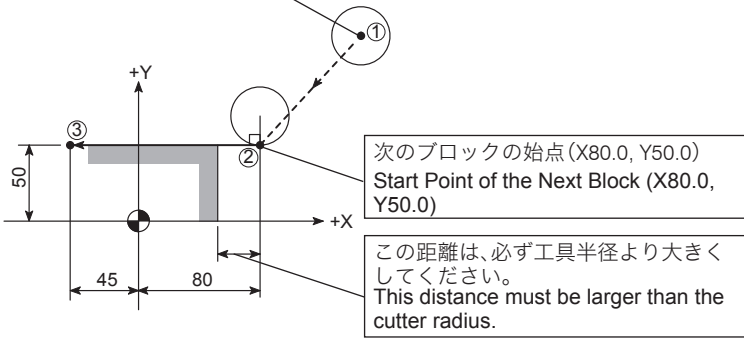 ①
+Y
③
②
50
+X
45
80
次のブロックの始点(X80.0, Y50.0)
Start Point of the Next Block (X80.0,
Y50.0)
この距離は、必ず工具半径より大きく
してください。
This distance must be larger than the
cutter radius.